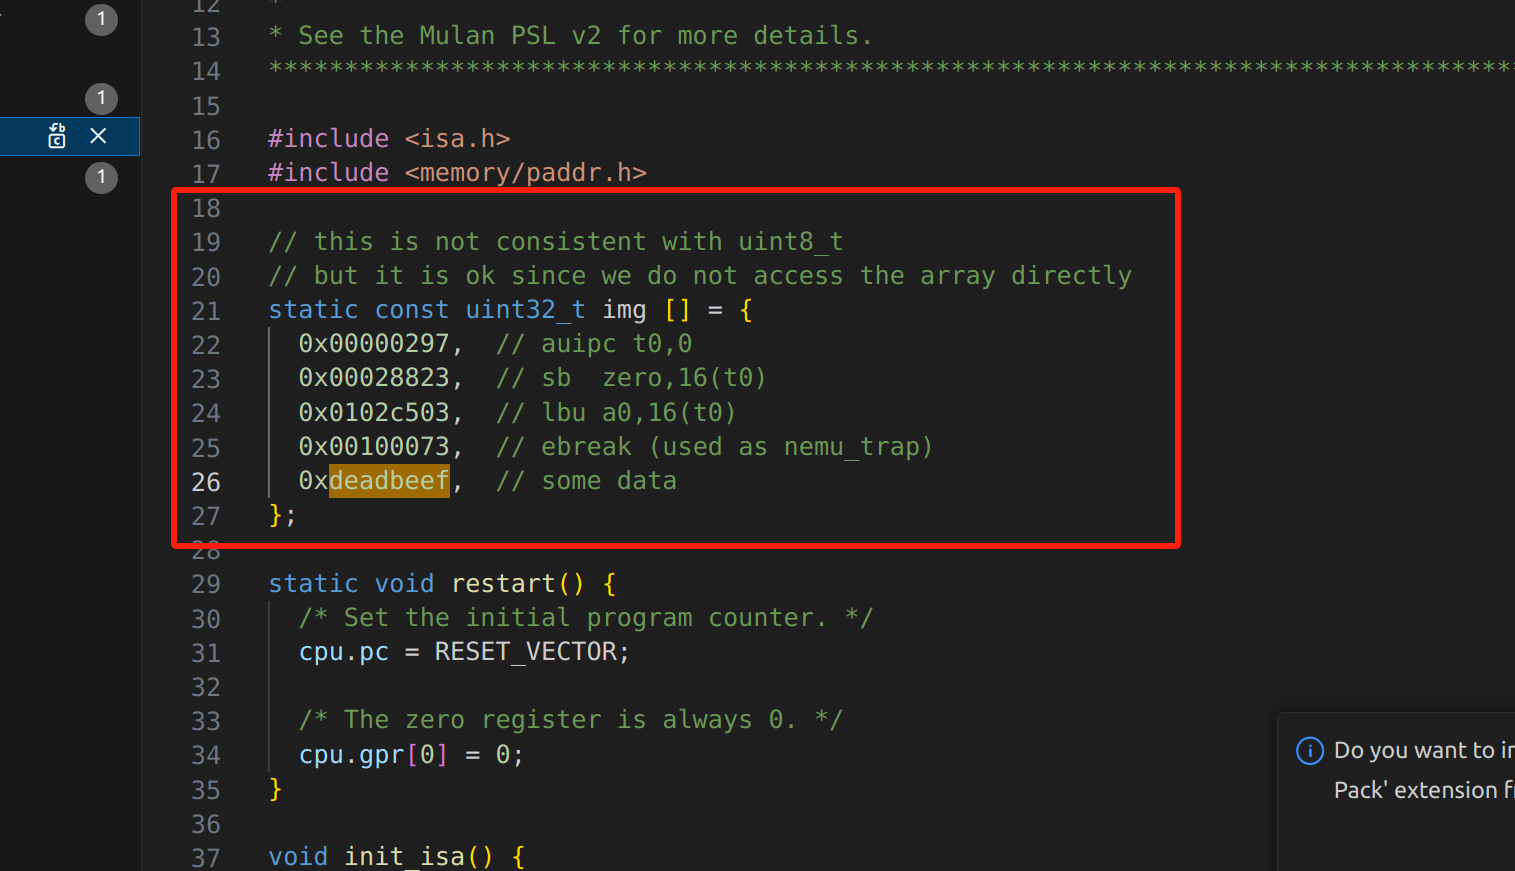 1
1
1
12 *
13 * See the Mulan PSL v2 for more details.
14 ***********************************************************************************
15
16 #include <isa.h>
17 #include <memory/paddr.h>
18
19 // this is not consistent with uint8_t
20 // but it is ok since we do not access the array directly
21 static const uint32_t img [] = {
22   0x00000297,  // auipc t0,0
23   0x00028823,  // sb  zero,16(t0)
24   0x0102c503,  // lbu a0,16(t0)
25   0x00100073,  // ebreak (used as nemu_trap)
26   0xdeadbeef,  // some data
27 };
28
29 static void restart() {
30   /* Set the initial program counter. */
31   cpu.pc = RESET_VECTOR;
32
33   /* The zero register is always 0. */
34   cpu.gpr[0] = 0;
35 }
36
37 void init_isa() {
Do you want to
Pack' extension